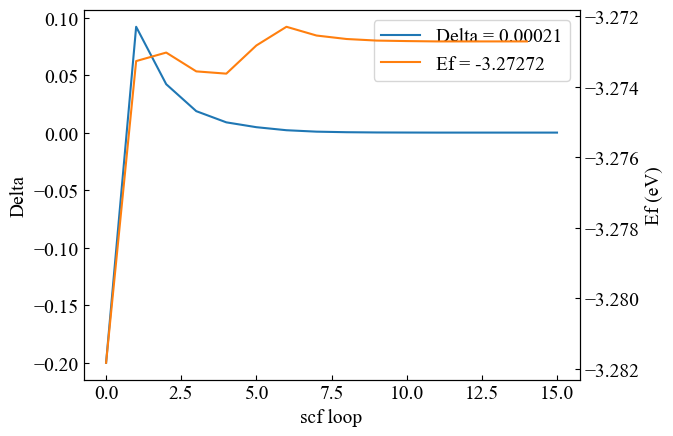 Delta = 0.00021
Ef = -3.27272
0.10
0.05
0.00
−0.05
−0.10
−0.15
−0.20
Delta
−3.272
−3.274
−3.276
−3.278
−3.280
−3.282
Ef (eV)
0.0 2.5 5.0 7.5 10.0 12.5 15.0
scf loop